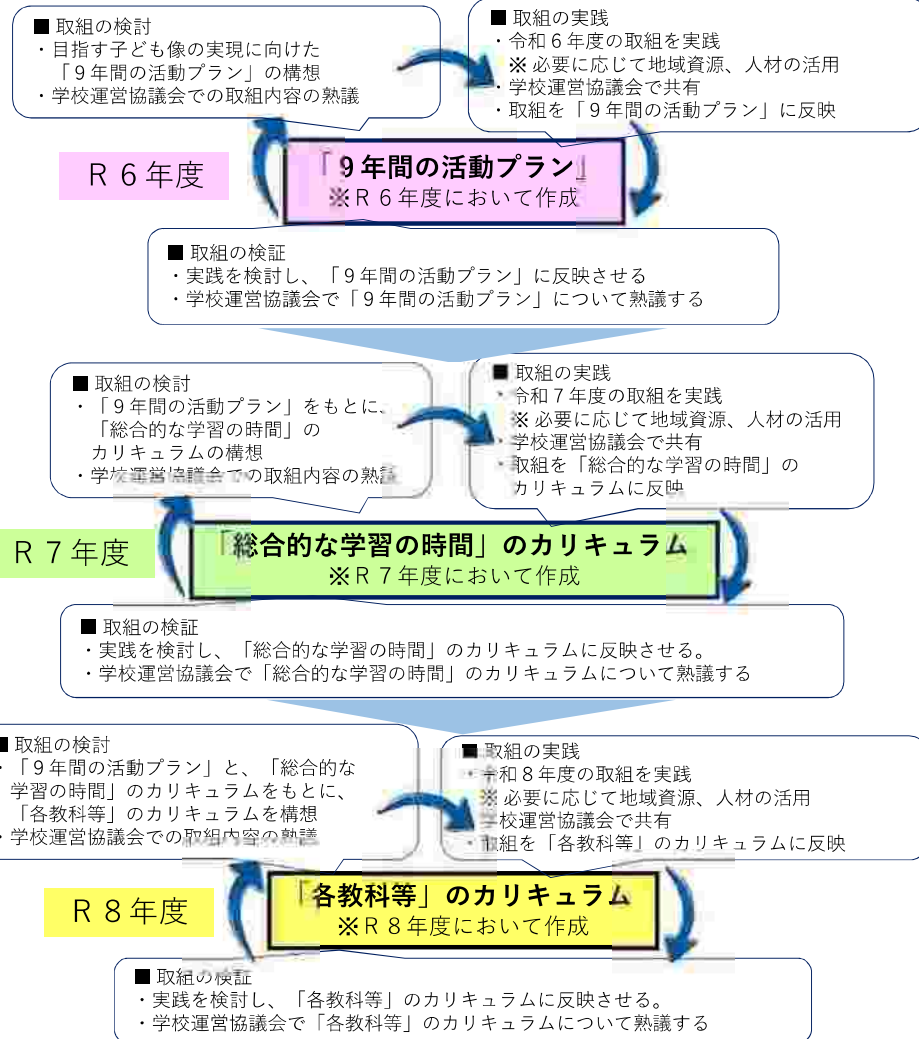 ■ 取組の検討
・目指す子ども像の実現に向けた
「９年間の活動プラン」の構想
・学校運営協議会での取組内容の熟議
■ 取組の実践
・令和６年度の取組を実践
※ 必要に応じて地域資源、人材の活用
・学校運営協議会で共有
・取組を「９年間の活動プラン」に反映
Ｒ６年度
「９年間の活動プラン」
※Ｒ６年度において作成
■ 取組の検証
・実践を検討し、「９年間の活動プラン」に反映させる
・学校運営協議会で「９年間の活動プラン」について熟議する
■ 取組の検討
・「９年間の活動プラン」をもとに、
「総合的な学習の時間」の
カリキュラムの構想
・学校運営協議会での取組内容の熟議
■ 取組の実践
・令和７年度の取組を実践
※ 必要に応じて地域資源、人材の活用
・学校運営協議会で共有
・取組を「総合的な学習の時間」の
カリキュラムに反映
Ｒ７年度
「総合的な学習の時間」のカリキュラム
※Ｒ７年度において作成
■ 取組の検証
・実践を検討し、「総合的な学習の時間」のカリキュラムに反映させる。
・学校運営協議会で「総合的な学習の時間」のカリキュラムについて熟議する
■ 取組の検討
・「９年間の活動プラン」と、「総合的な
学習の時間」のカリキュラムをもとに、
「各教科等」のカリキュラムを構想
・学校運営協議会での取組内容の熟議
■ 取組の実践
・令和８年度の取組を実践
※ 必要に応じて地域資源、人材の活用
・学校運営協議会で共有
・取組を「各教科等」のカリキュラムに反映
Ｒ８年度
「各教科等」のカリキュラム
※Ｒ８年度において作成
■ 取組の検証
・実践を検討し、「各教科等」のカリキュラムに反映させる。
・学校運営協議会で「各教科等」のカリキュラムについて熟議する